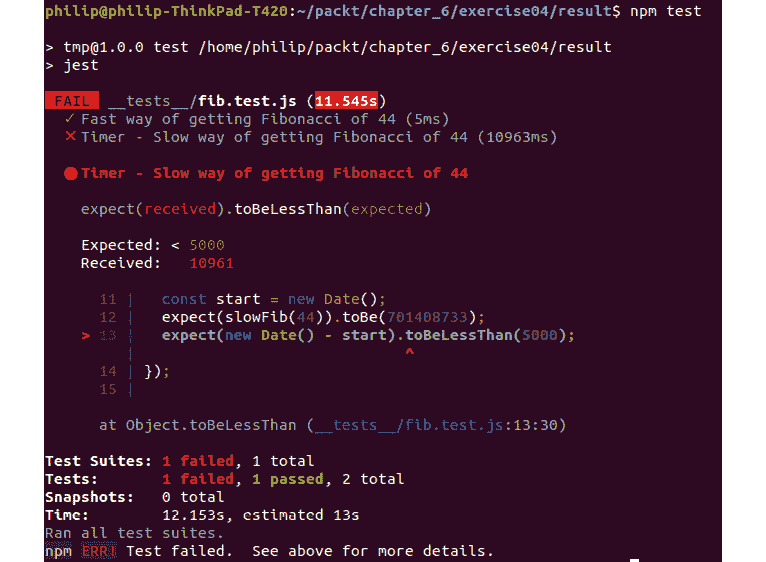 philip@philip-ThinkPad-T420:~/packt/chapter_6/exercise04/result$ npm test
> tmp@1.0.0 test /home/philip/packt/chapter_6/exercise04/result
> jest
FAIL __tests__/fib.test.js (11.545s)
✓ Fast way of getting Fibonacci of 44 (5ms)
✕ Timer - Slow way of getting Fibonacci of 44 (10963ms)
● Timer - Slow way of getting Fibonacci of 44
expect(received).toBeLessThan(expected)
Expected: < 5000
Received:   10961
11 |   const start = new Date();
12 |   expect(slowFib(44)).toBe(701408733);
> 13 |   expect(new Date() - start).toBeLessThan(5000);
|                              ^
14 | });
15 |
at Object.toBeLessThan (__tests__/fib.test.js:13:30)
Test Suites: 1 failed, 1 total
Tests:       1 failed, 1 passed, 2 total
Snapshots:   0 total
Time:        12.153s, estimated 13s
Ran all test suites.
npm ERR! Test failed.  See above for more details.